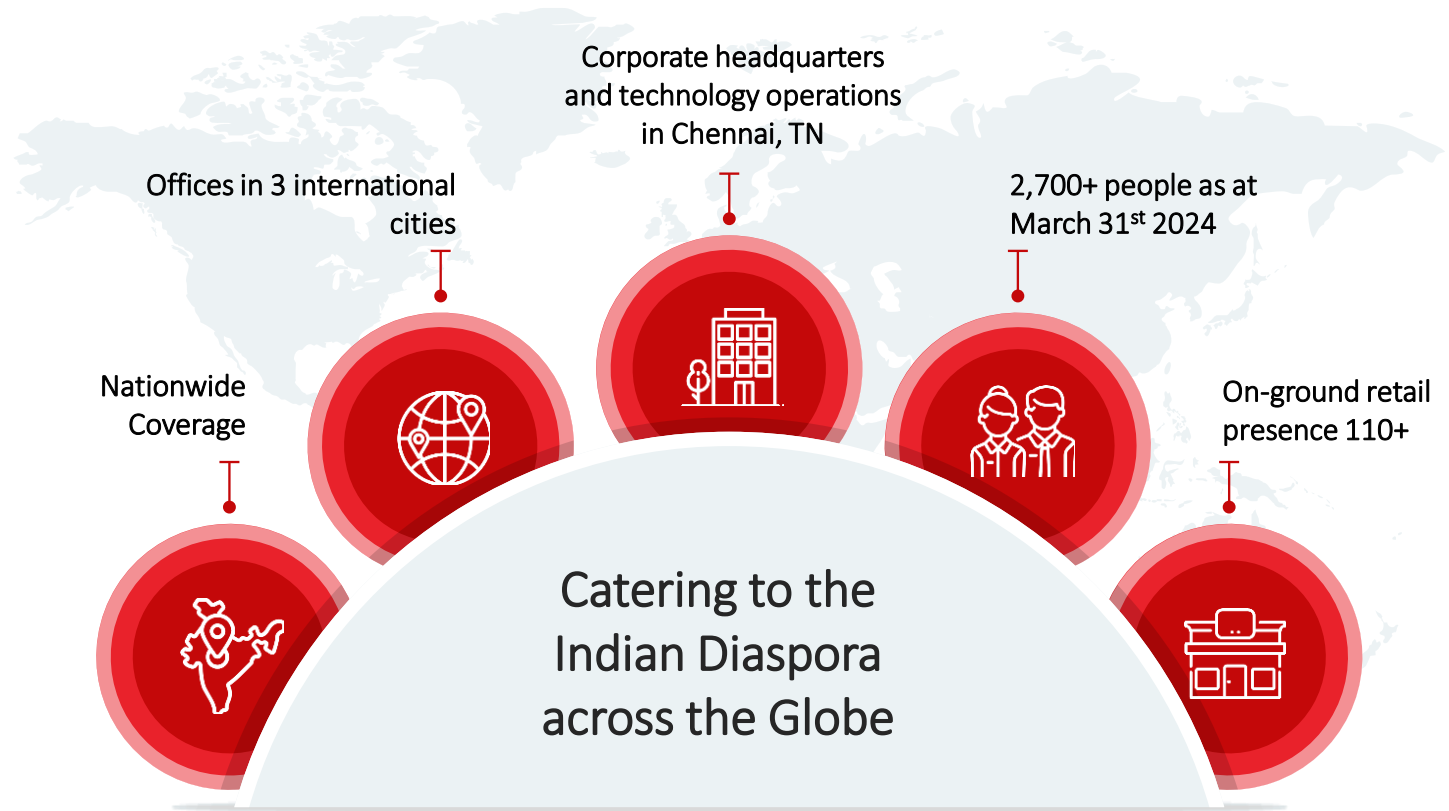 Corporate headquarters
and technology operations
in Chennai, TN
Offices in 3 international
cities
2,700+ people as at
March 31st 2024
Nationwide
Coverage
On-ground retail
presence 110+
Catering to the
Indian Diaspora
across the Globe